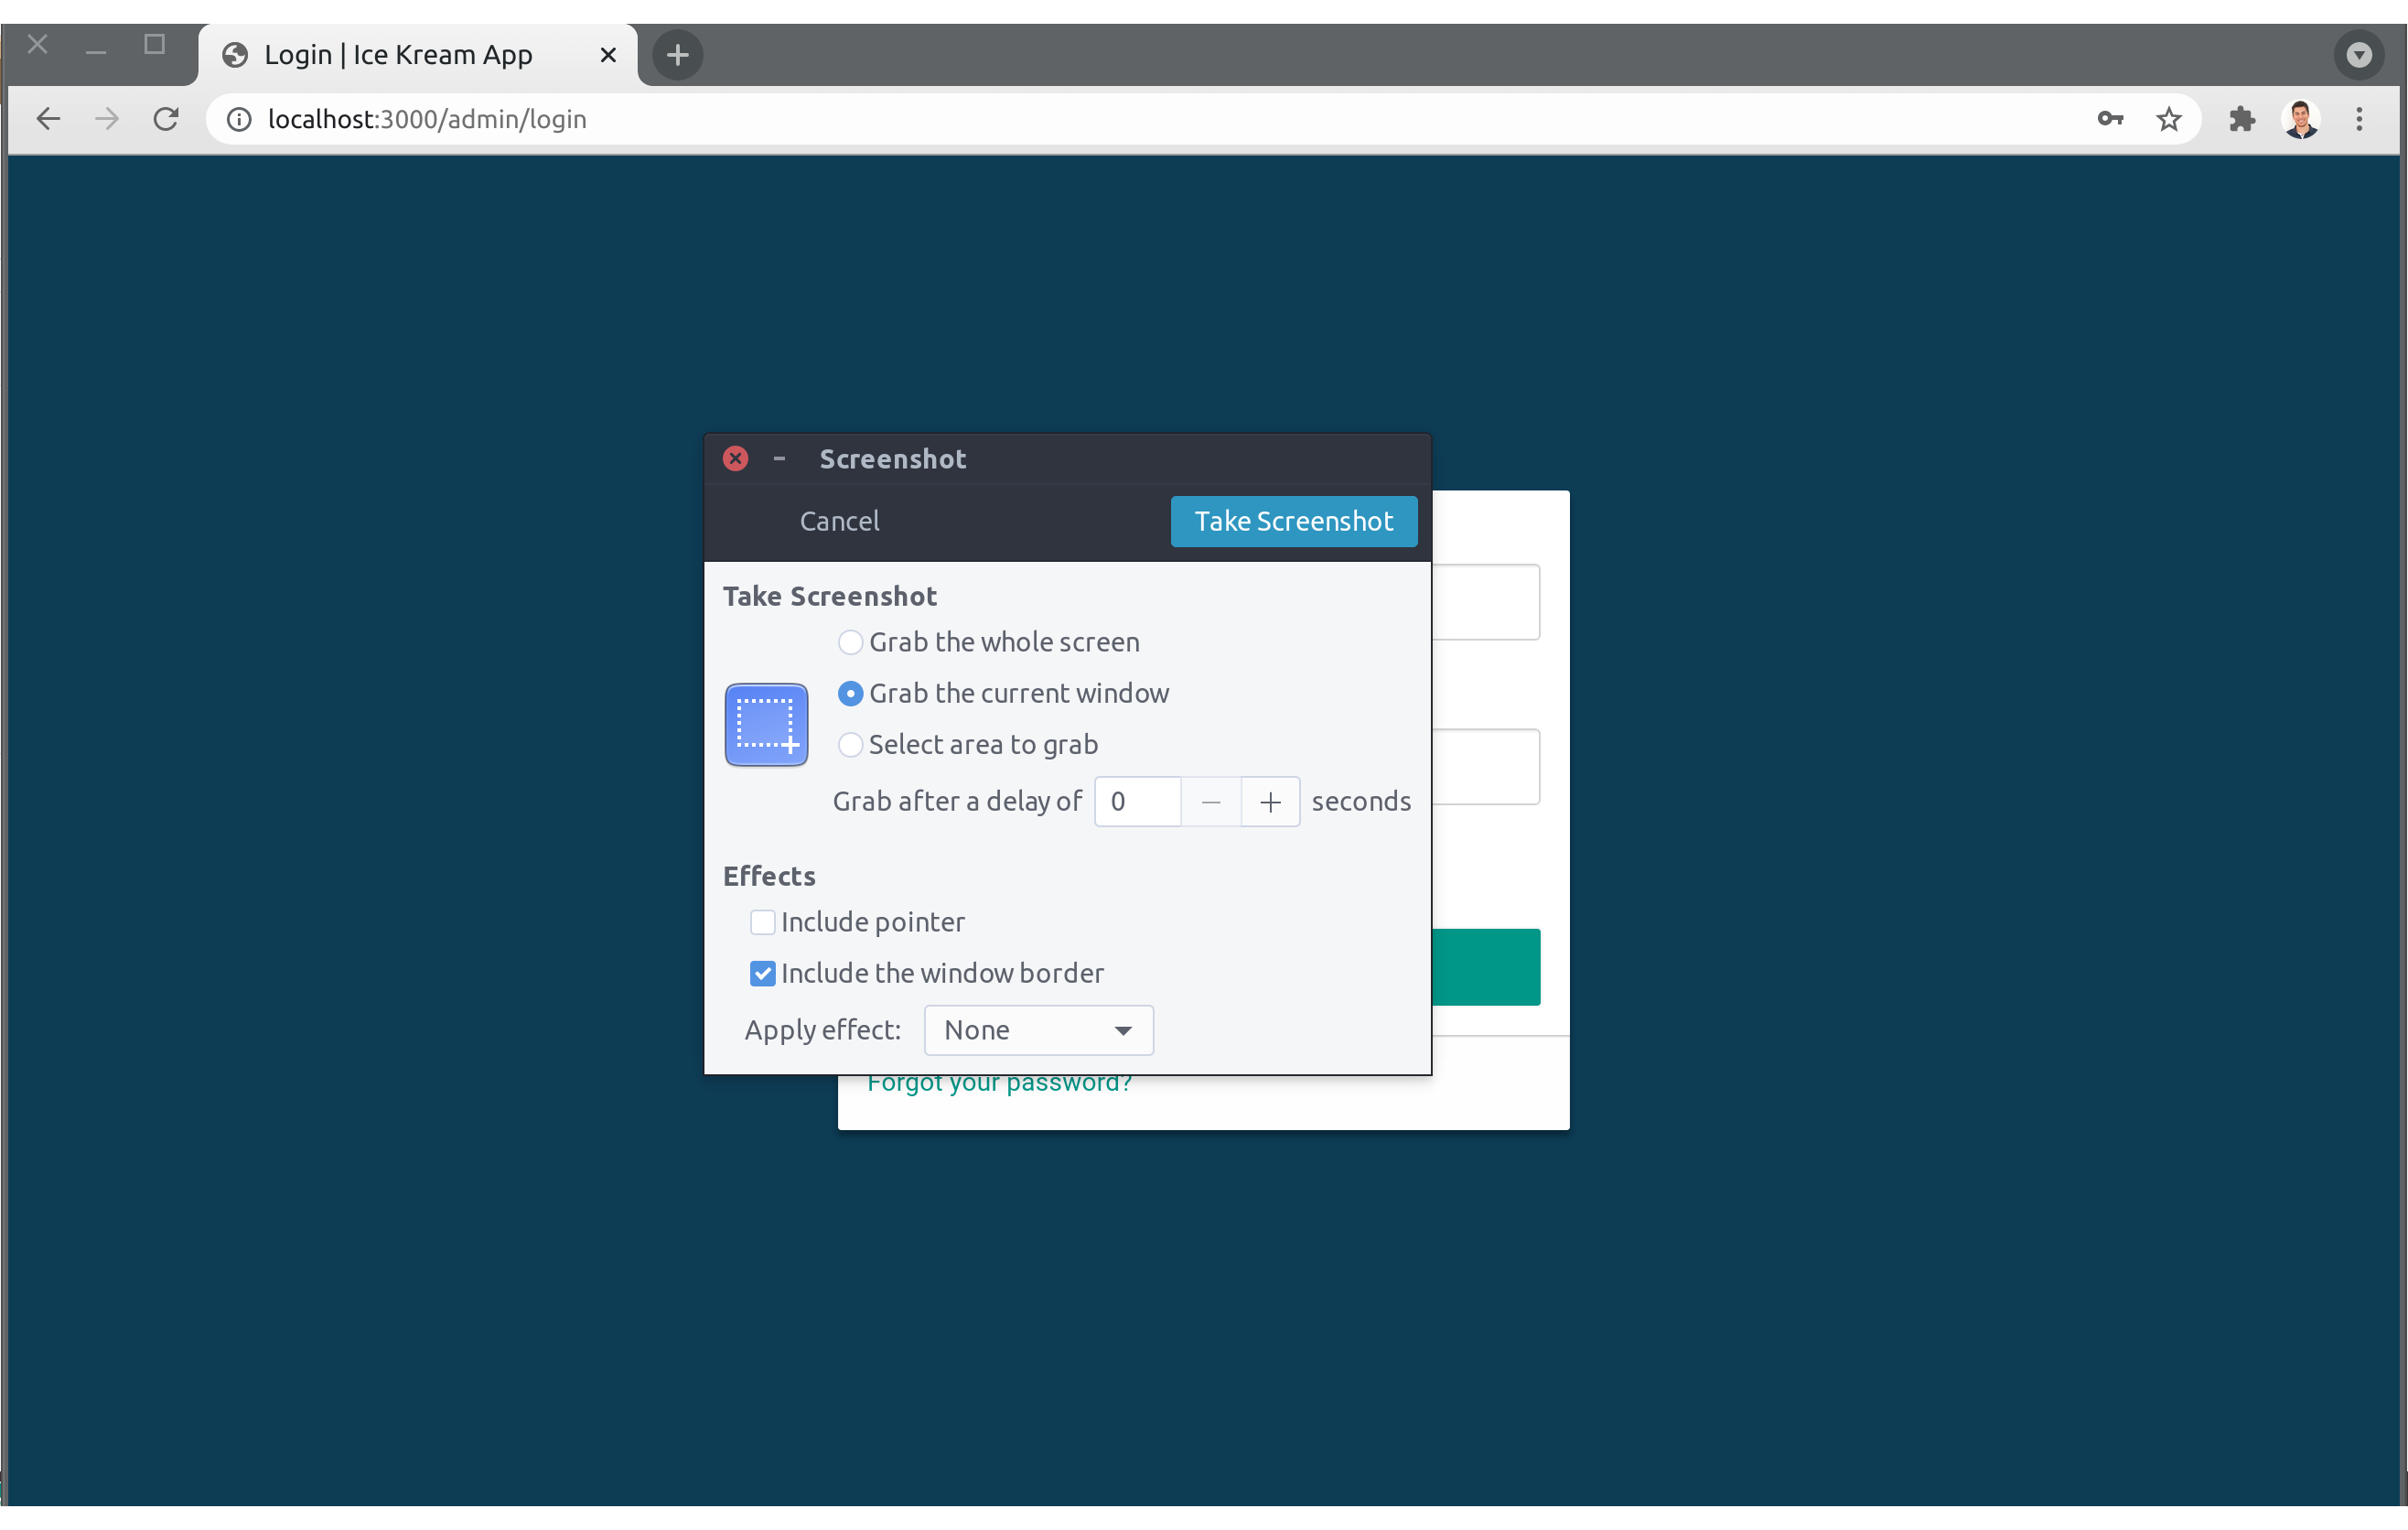 Login | Ice Kream App
localhost:3000/admin/login
Screenshot
Cancel
Take Screenshot
Take Screenshot
Grab the whole screen
Grab the current window
Select area to grab
Grab after a delay of 0 seconds
Effects
Include pointer
Include the window border
Apply effect: None
Forgot your password?